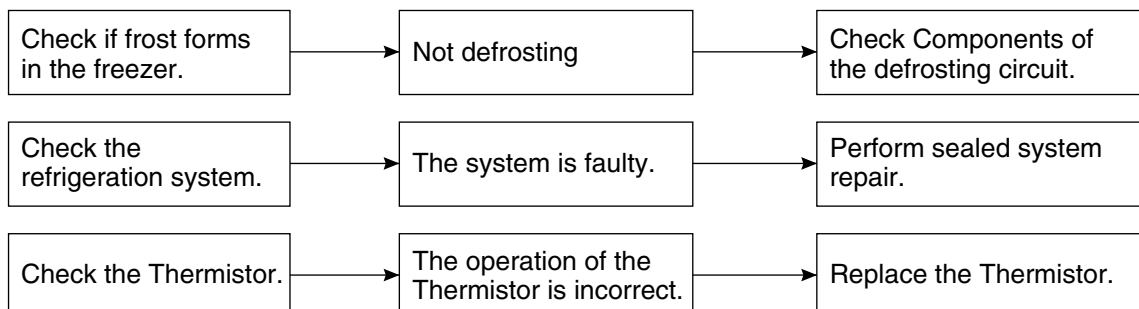 Check if frost forms
in the freezer.
Not defrosting
Check Components of
the defrosting circuit.
Check the
refrigeration system.
The system is faulty.
Perform sealed system
repair.
Check the Thermistor.
The operation of the
Thermistor is incorrect.
Replace the Thermistor.